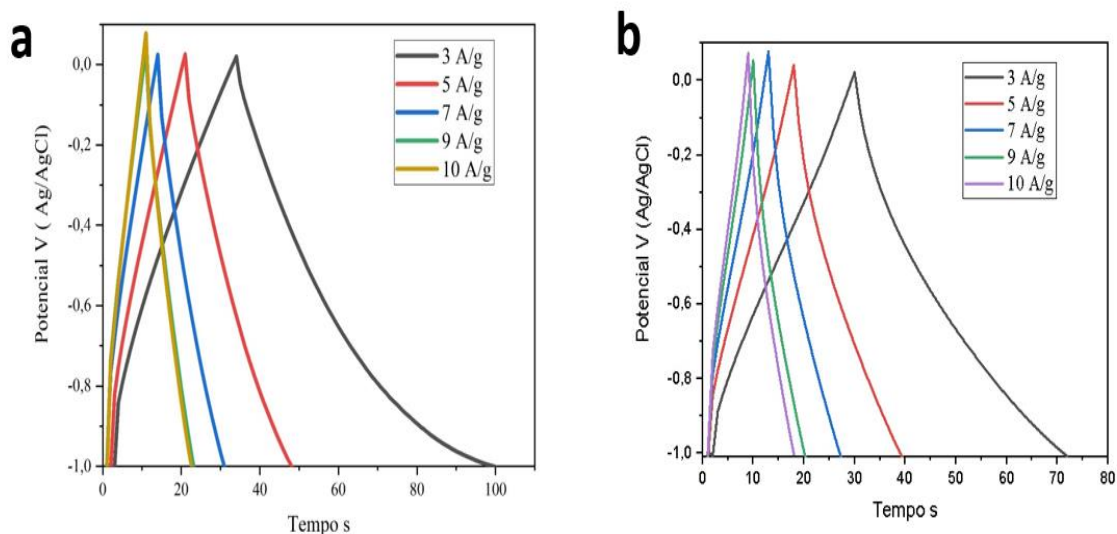 a
0,0
-0,2
-0,4
-0,6
-0,8
-1,0
Potencial V ( Ag/AgCl)
3 A/g
5 A/g
7 A/g
9 A/g
10 A/g
0 20 40 60 80 100
Tempo s
b
0,0
-0,2
-0,4
-0,6
-0,8
-1,0
Potencial V (Ag/AgCl)
3 A/g
5 A/g
7 A/g
9 A/g
10 A/g
0 10 20 30 40 50 60 70 80
Tempo s